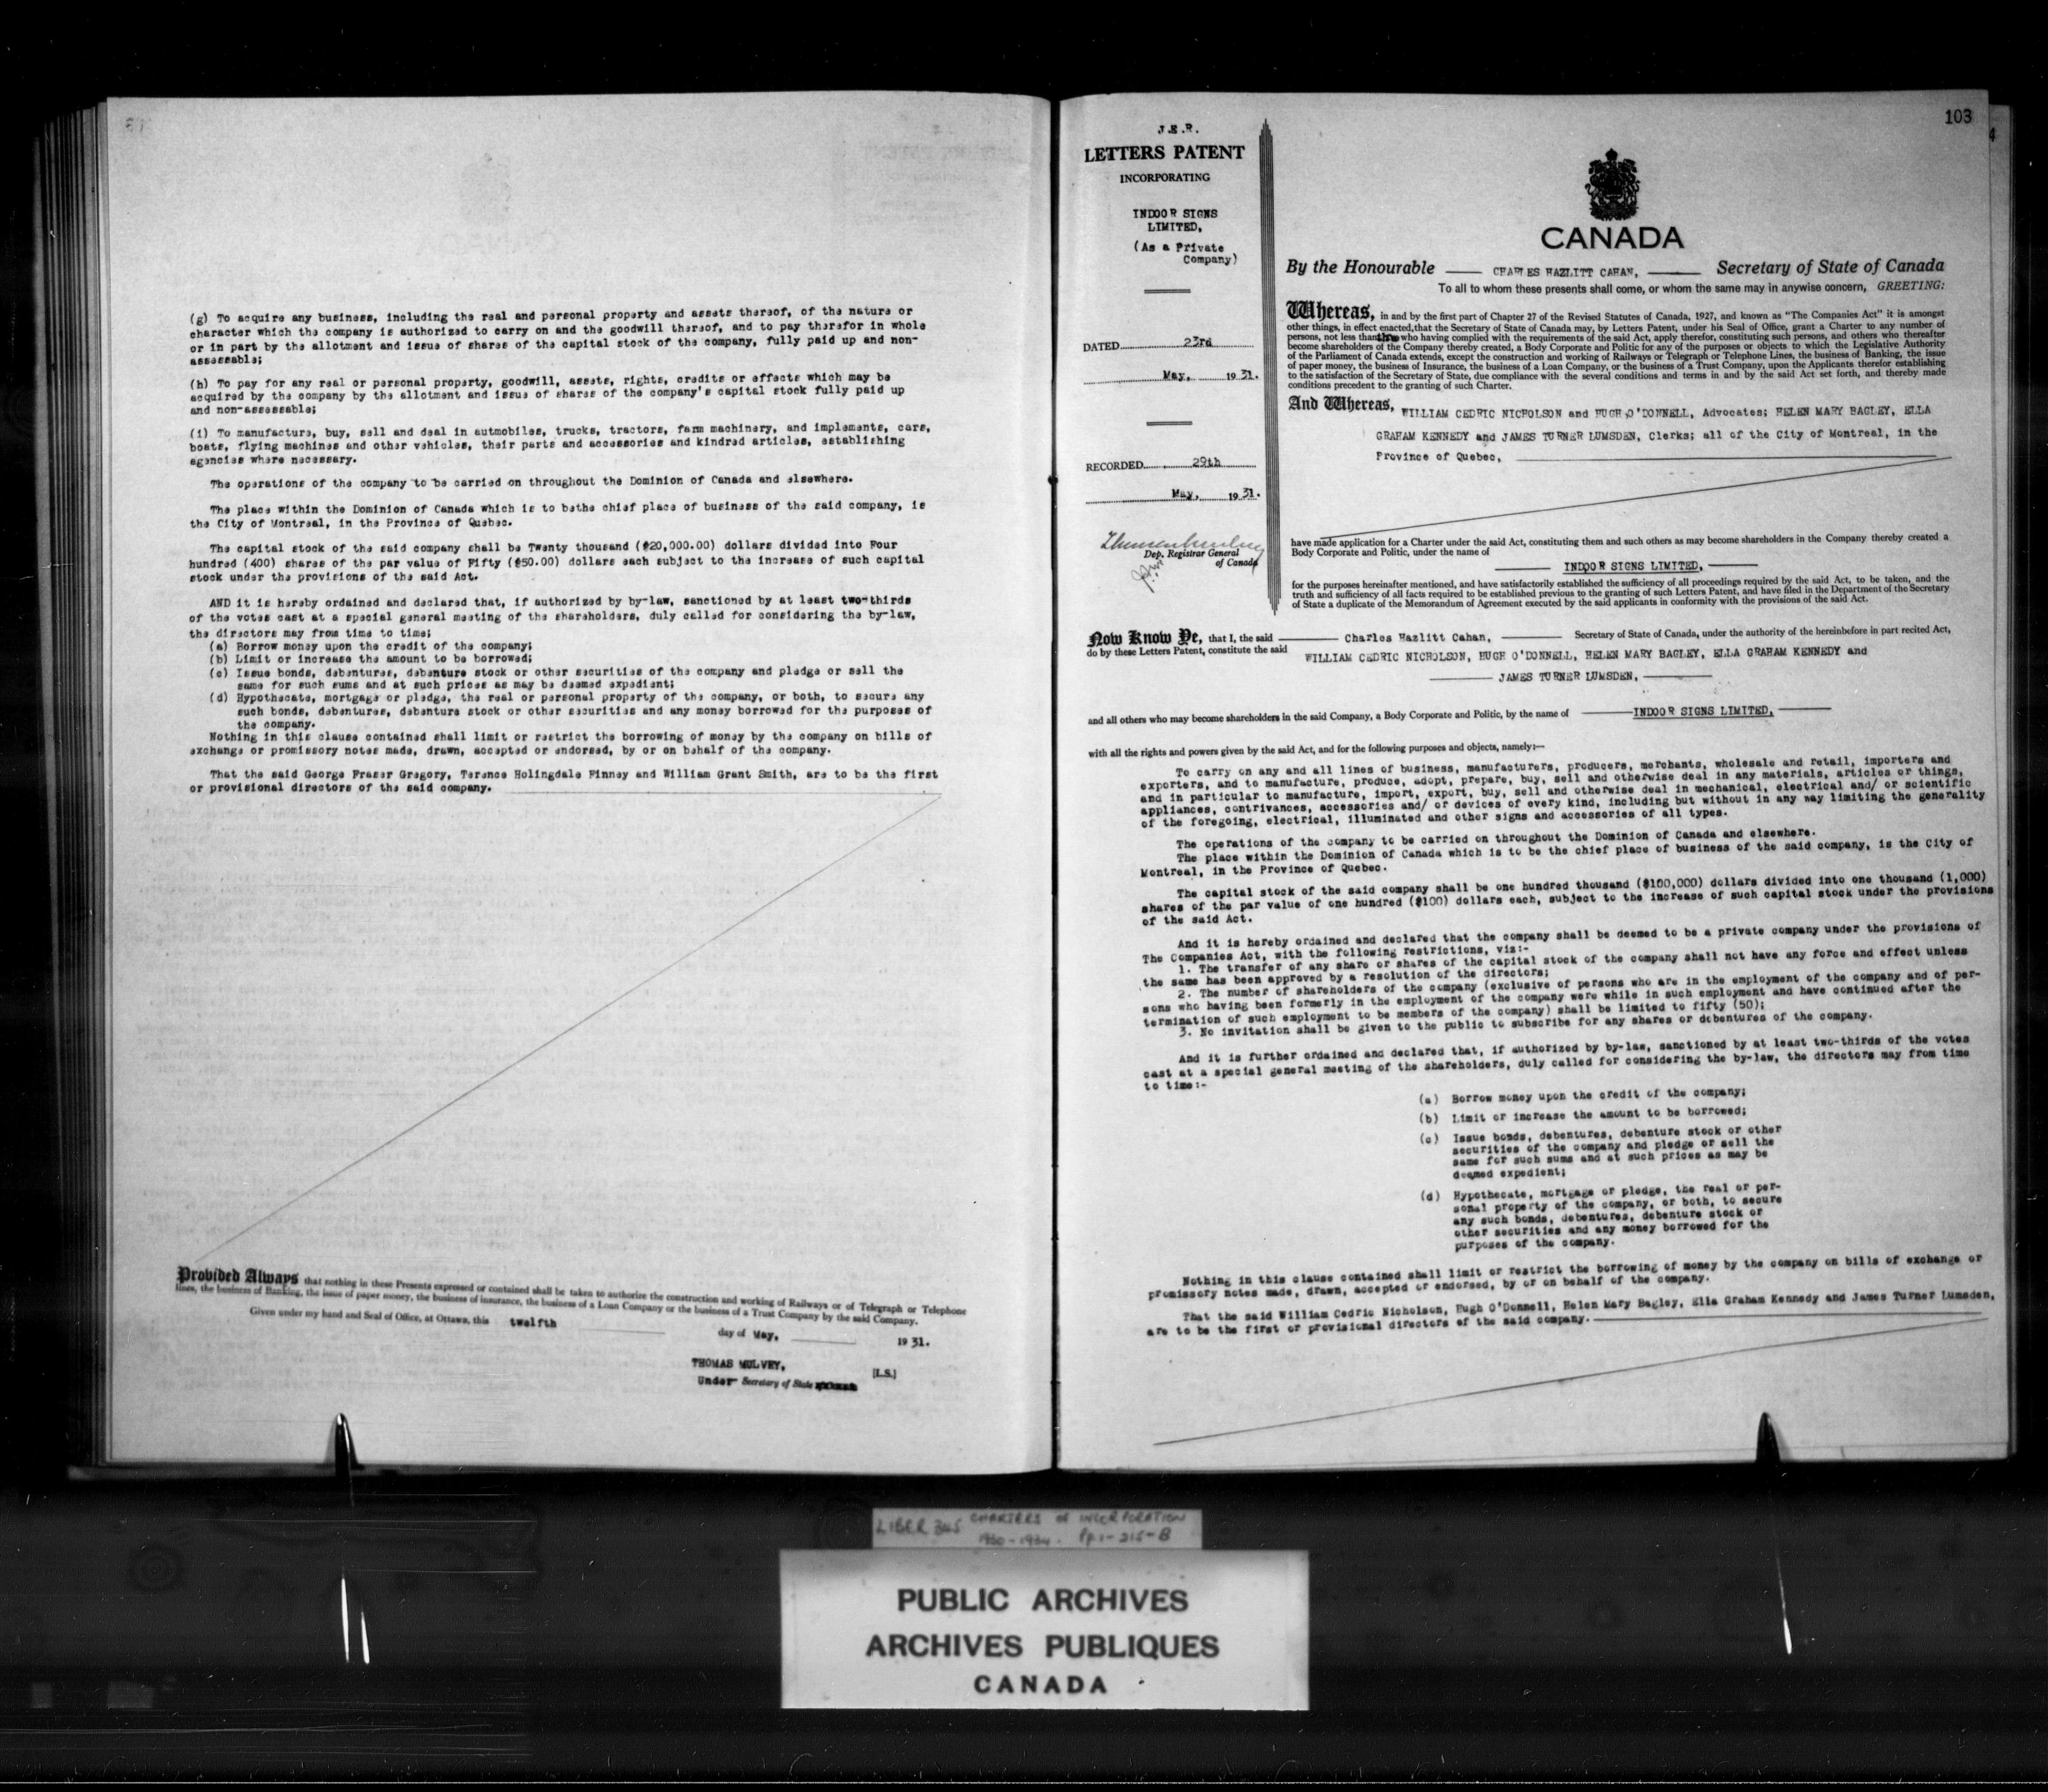 (g) To acquire any business, including the real and personal property and assets thereof, of the nature or
character which the company is authorized to carry on and the goodwill thereof, and to pay therefor in whole
or in part by the allotment and issue of shares of the capital stock of the company, fully paid up and non-
assessable;
(h) To pay for any real or personal property, goodwill, assets, rights, credits or effects which may be
acquired by the company by the allotment and issue of shares of the company's capital stock fully paid up
and non-assessable;
(i) To manufacture, buy, sell and deal in autmobiles, trucks, tractors, farm machinery, and implements, cars,
boats, flying machines and other vehicles, their parts and accessories and kindred articles, establishing
agencies where necessary.
The operations of the company to be carried on throughout the Dominion of Canada and elsewhere.
The place within the Dominion of Canada which is to bethe chief place of business of the said company, is
the City of Montreal, in the Province of Quebec.
The capital stock of the said company shall be Twenty thousand ($20,000.00) dollars divided into Four
hundred (400) shares of the par value of Fifty ($50.00) dollars each subject to the increase of such capital
stock under the provisions of the said Act.
AND it is hereby ordained and declared that, if authorized by by-law, sanctioned by at least two-thirds
of the votes cast at a special general meeting of the shareholders, duly called for considering the by-law,
the directors may from time to time;
(a) Borrow money upon the credit of the company;
(b) Limit or increase the amount to be borrowed;
(c) Issue bonds, debentures, debenture stock or other securities of the company and pledge or sell the
same for such sums and at such prices as may be deemed expedient;
(d) Hypothecate, mortgage or pledge, the real or personal property of the company, or both, to secure any
such bonds, debentures, debenture stock or other securities and any money borrowed for the purposes of
the company.
Nothing in this clause contained shall limit or restrict the borrowing of money by the company on bills of
exchange or promissory notes made, drawn, accepted or endorsed, by or on behalf of the company.
That the said George Fraser Gregory, Terence Holingdale Finney and William Grant Smith, are to be the first
or provisional directors of the said company.
Provided Always that nothing in these Presents expressed or contained shall be taken to authorize the construction and working of Railways or of Telegraph or Telephone
lines, the business of Banking, the issue of paper money, the business of insurance, the business of a Loan Company or the business of a Trust Company by the said Company.
Given under my hand and Seal of Office, at Ottawa, this twelfth day of May, 1931.
THOMAS MULVEY,
[L.S.]
Under Secretary of State
103
J.E.R.
LETTERS PATENT
INCORPORATING
INDOOR SIGNS
LIMITED,
(As a Private
Company)
DATED 23rd
May, 1931.
RECORDED 29th
May, 1931.
Dep. Registrar General
of Canada
CANADA
By the Honourable CHARLES HAZLITT CAHAN, Secretary of State of Canada
To all to whom these presents shall come, or whom the same may in anywise concern, GREETING:
Whereas, in and by the first part of Chapter 27 of the Revised Statutes of Canada, 1927, and known as "The Companies Act" it is amongst
other things, in effect enacted, that the Secretary of State of Canada may, by Letters Patent, under his Seal of Office, grant a Charter to any number of
persons, not less than three who having complied with the requirements of the said Act, apply therefor, constituting such persons, and others who thereafter
become shareholders of the Company thereby created, a Body Corporate and Politic for any of the purposes or objects to which the Legislative Authority
of the Parliament of Canada extends, except the construction and working of Railways or Telegraph or Telephone Lines, the business of Banking, the issue
of paper money, the business of Insurance, the business of a Loan Company, or the business of a Trust Company, upon the Applicants therefor establishing
to the satisfaction of the Secretary of State, due compliance with the several conditions and terms in and by the said Act set forth, and thereby made
conditions precedent to the granting of such Charter.
And Whereas, WILLIAM CEDRIC NICHOLSON and HUGH O'DONNELL, Advocates; HELEN MARY BAGLEY, ELLA
GRAHAM KENNEDY and JAMES TURNER LUMSDEN, Clerks; all of the City of Montreal, in the
Province of Quebec,
have made application for a Charter under the said Act, constituting them and such others as may become shareholders in the Company thereby created a
Body Corporate and Politic, under the name of
INDOOR SIGNS LIMITED,
for the purposes hereinafter mentioned, and have satisfactorily established the sufficiency of all proceedings required by the said Act, to be taken, and the
truth and sufficiency of all facts required to be established previous to the granting of such Letters Patent, and have filed in the Department of the Secretary
of State a duplicate of the Memorandum of Agreement executed by the said applicants in conformity with the provisions of the said Act.
Now Know Ye, that I, the said Charles Hazlitt Cahan, Secretary of State of Canada, under the authority of the hereinbefore in part recited Act,
do by these Letters Patent, constitute the said WILLIAM CEDRIC NICHOLSON, HUGH O'DONNELL, HELEN MARY BAGLEY, ELLA GRAHAM KENNEDY and
JAMES TURNER LUMSDEN,
and all others who may become shareholders in the said Company, a Body Corporate and Politic, by the name of INDOOR SIGNS LIMITED,
with all the rights and powers given by the said Act, and for the following purposes and objects, namely:—
To carry on any and all lines of business, manufacturers, producers, merchants, wholesale and retail, importers and
exporters, and to manufacture, produce, adopt, prepare, buy, sell and otherwise deal in any materials, articles or things,
and in particular to manufacture, import, export, buy, sell and otherwise deal in mechanical, electrical and/ or scientific
appliances, contrivances, accessories and/ or devices of every kind, including but without in any way limiting the generality
of the foregoing, electrical, illuminated and other signs and accessories of all types.
The operations of the company to be carried on throughout the Dominion of Canada and elsewhere.
The place within the Dominion of Canada which is to be the chief place of business of the said company, is the City of
Montreal, in the Province of Quebec.
The capital stock of the said company shall be one hundred thousand ($100,000) dollars divided into one thousand (1,000)
shares of the par value of one hundred ($100) dollars each, subject to the increase of such capital stock under the provisions
of the said Act.
And it is hereby ordained and declared that the company shall be deemed to be a private company under the provisions of
The Companies Act, with the following restrictions, viz:-
1. The transfer of any share or shares of the capital stock of the company shall not have any force and effect unless
the same has been approved by a resolution of the directors;
2. The number of shareholders of the company (exclusive of persons who are in the employment of the company and of per-
sons who having been formerly in the employment of the company were while in such employment and have continued after the
termination of such employment to be members of the company) shall be limited to fifty (50);
3. No invitation shall be given to the public to subscribe for any shares or debentures of the company.
And it is further ordained and declared that, if authorized by by-law, sanctioned by at least two-thirds of the votes
cast at a special general meeting of the shareholders, duly called for considering the by-law, the directors may from time
to time:-
(a) Borrow money upon the credit of the company;
(b) Limit or increase the amount to be borrowed;
(c) Issue bonds, debentures, debenture stock or other
securities of the company and pledge or sell the
same for such sums and at such prices as may be
deemed expedient;
(d) Hypothecate, mortgage or pledge, the real or per-
sonal property of the company, or both, to secure
any such bonds, debentures, debenture stock or
other securities and any money borrowed for the
purposes of the company.
Nothing in this clause contained shall limit or restrict the borrowing of money by the company on bills of exchange or
promissory notes made, drawn, accepted or endorsed, by or on behalf of the company.
That the said William Cedric Nicholson, Hugh O'Donnell, Helen Mary Bagley, Ella Graham Kennedy and James Turner Lumsden,
are to be the first or provisional directors of the said company.
LIBER 345 CHARTERS of INCORPORATION
1930-1934. Pp.1-215-B
PUBLIC ARCHIVES
ARCHIVES PUBLIQUES
CANADA